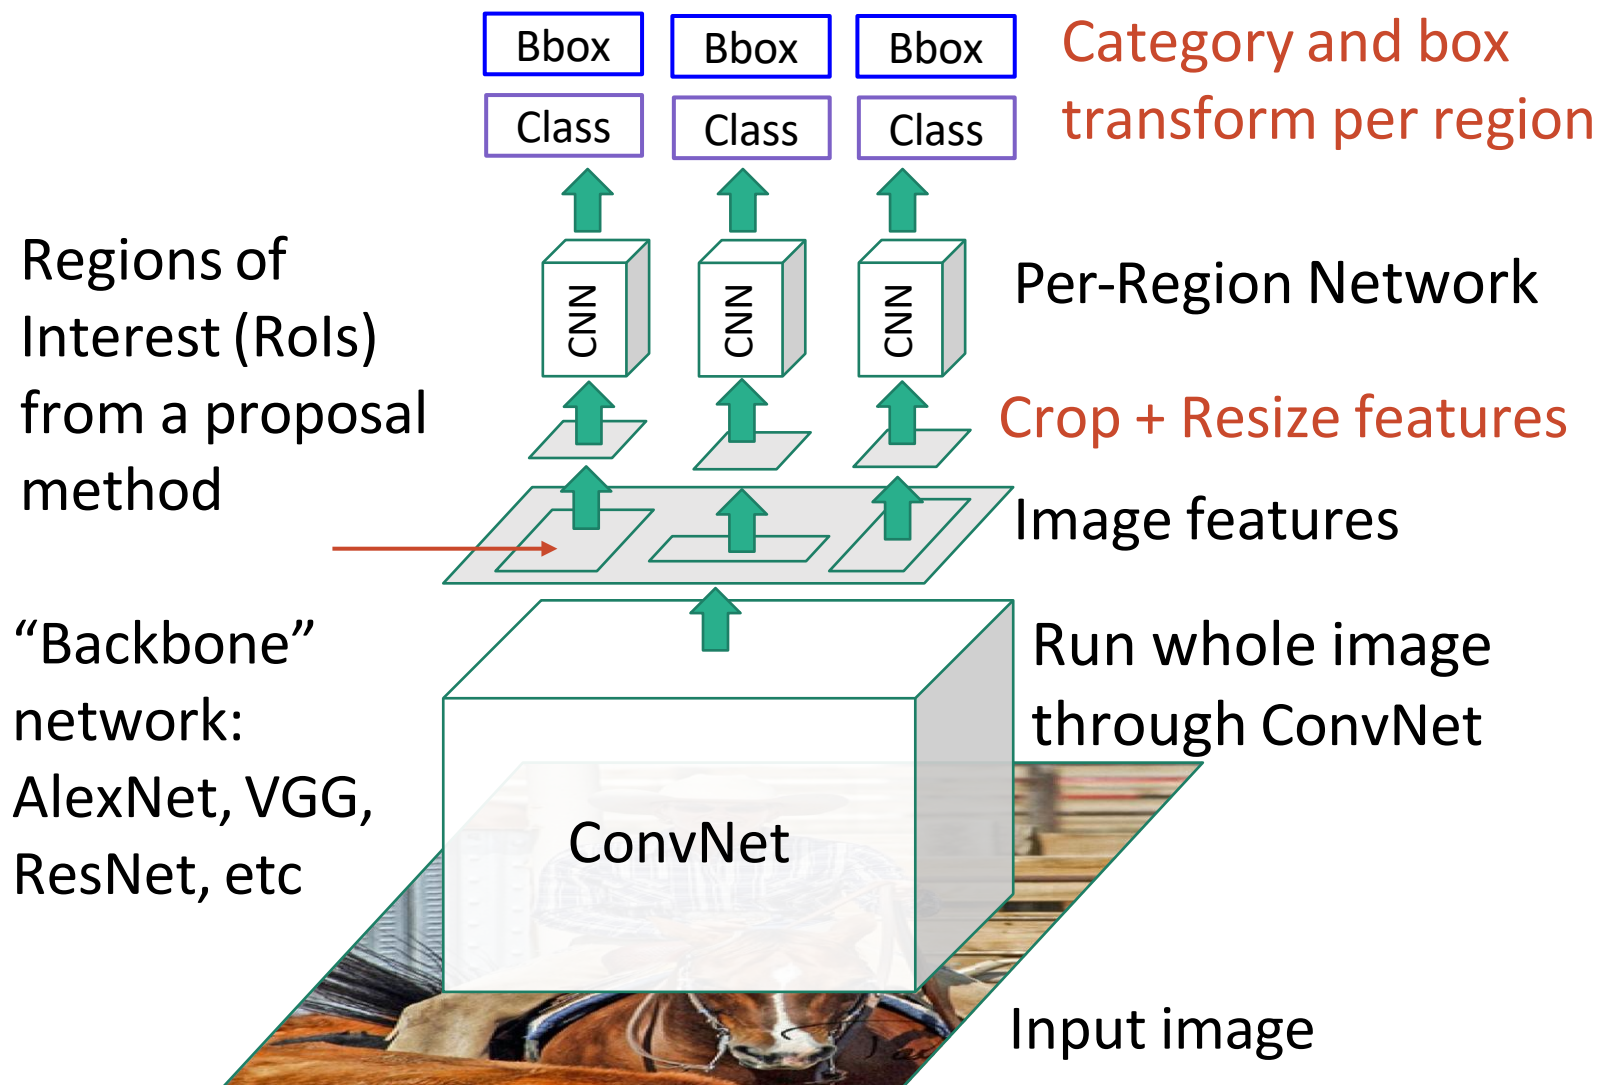 Bbox
Bbox
Bbox
Category and box
transform per region
Class
Class
Class
Regions of
Interest (RoIs)
from a proposal
method
CNN
CNN
CNN
Per-Region Network
Crop + Resize features
Image features
“Backbone”
network:
AlexNet, VGG,
ResNet, etc
Run whole image
through ConvNet
ConvNet
Input image